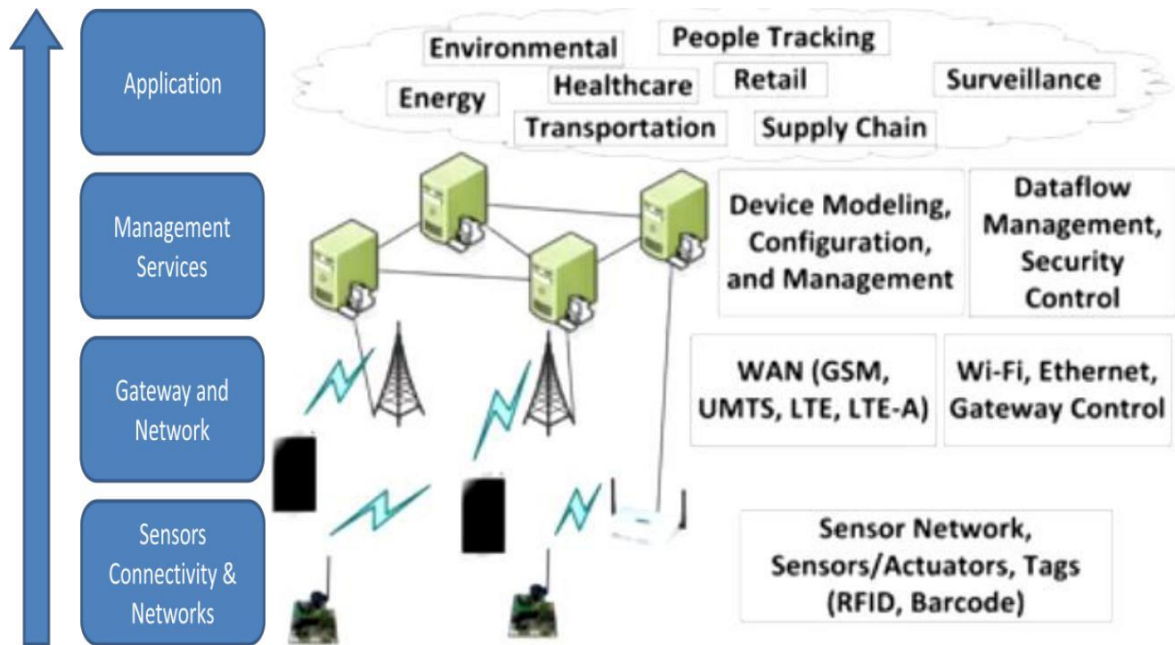 Application
Environmental
People Tracking
Healthcare
Retail
Surveillance
Energy
Transportation
Supply Chain
Management
Services
Device Modeling,
Configuration,
and Management
Dataflow
Management,
Security
Control
Gateway and
Network
WAN (GSM,
UMTS, LTE, LTE-A)
Wi-Fi, Ethernet,
Gateway Control
Sensors
Connectivity &
Networks
Sensor Network,
Sensors/Actuators, Tags
(RFID, Barcode)